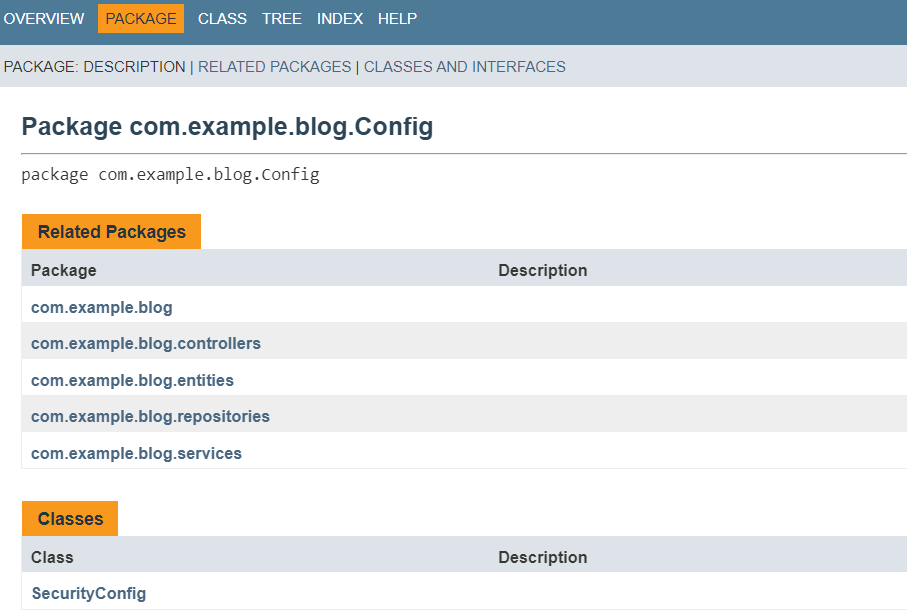 OVERVIEW PACKAGE CLASS TREE INDEX HELP
PACKAGE: DESCRIPTION | RELATED PACKAGES | CLASSES AND INTERFACES
Package com.example.blog.Config
package com.example.blog.Config
Related Packages
Package Description
com.example.blog
com.example.blog.controllers
com.example.blog.entities
com.example.blog.repositories
com.example.blog.services
Classes
Class Description
SecurityConfig